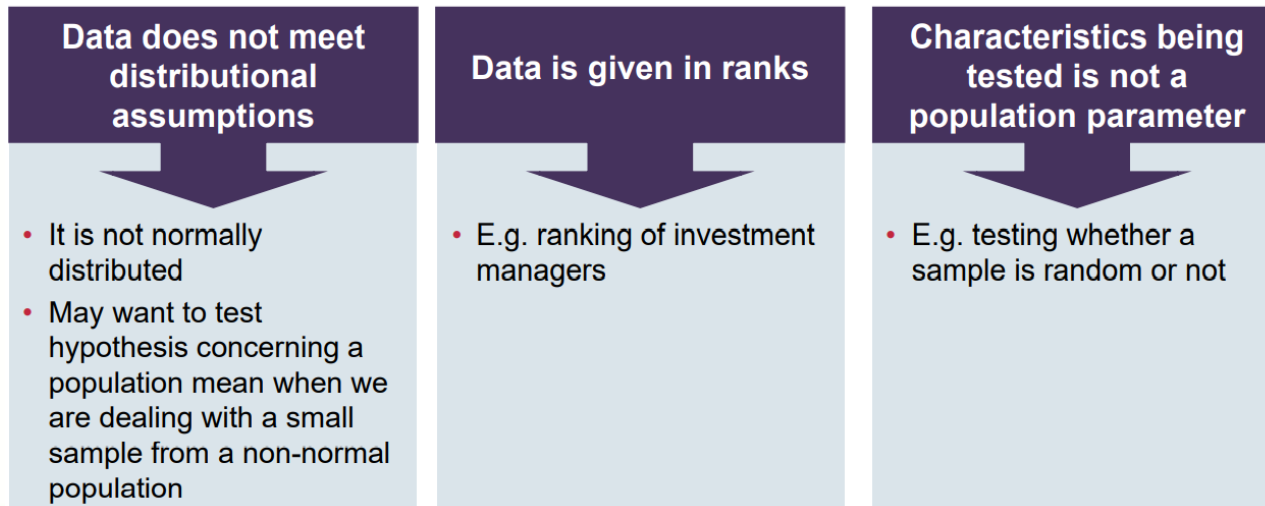 Data does not meet
distributional
assumptions
• It is not normally
distributed
• May want to test
hypothesis concerning a
population mean when we
are dealing with a small
sample from a non-normal
population
Data is given in ranks
• E.g. ranking of investment
managers
Characteristics being
tested is not a
population parameter
• E.g. testing whether a
sample is random or not